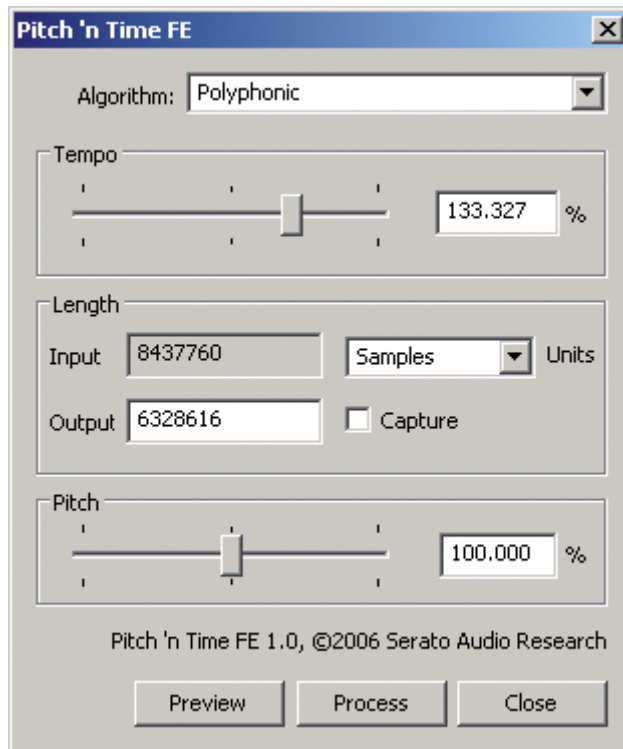 Pitch 'n Time FE
Algorithm: Polyphonic
Tempo
133.327 %
Length
Input 8437760 Samples Units
Output 6328616 Capture
Pitch
100.000 %
Pitch 'n Time FE 1.0, ©2006 Serato Audio Research
Preview Process Close